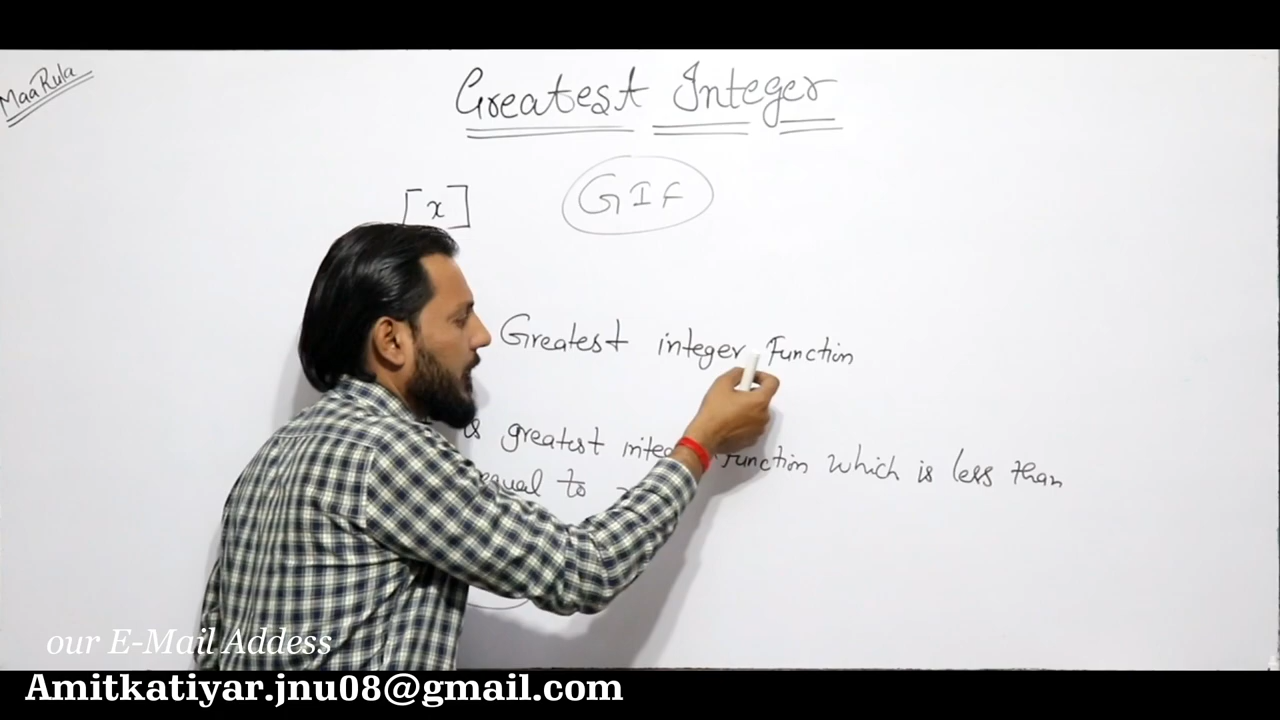 MaaRula
Greatest Integer
GIF
[x]
Greatest integer Function
is greatest function which is less than
equal to
our E-Mail Addess
Amitkatiyar.jnu08@gmail.com